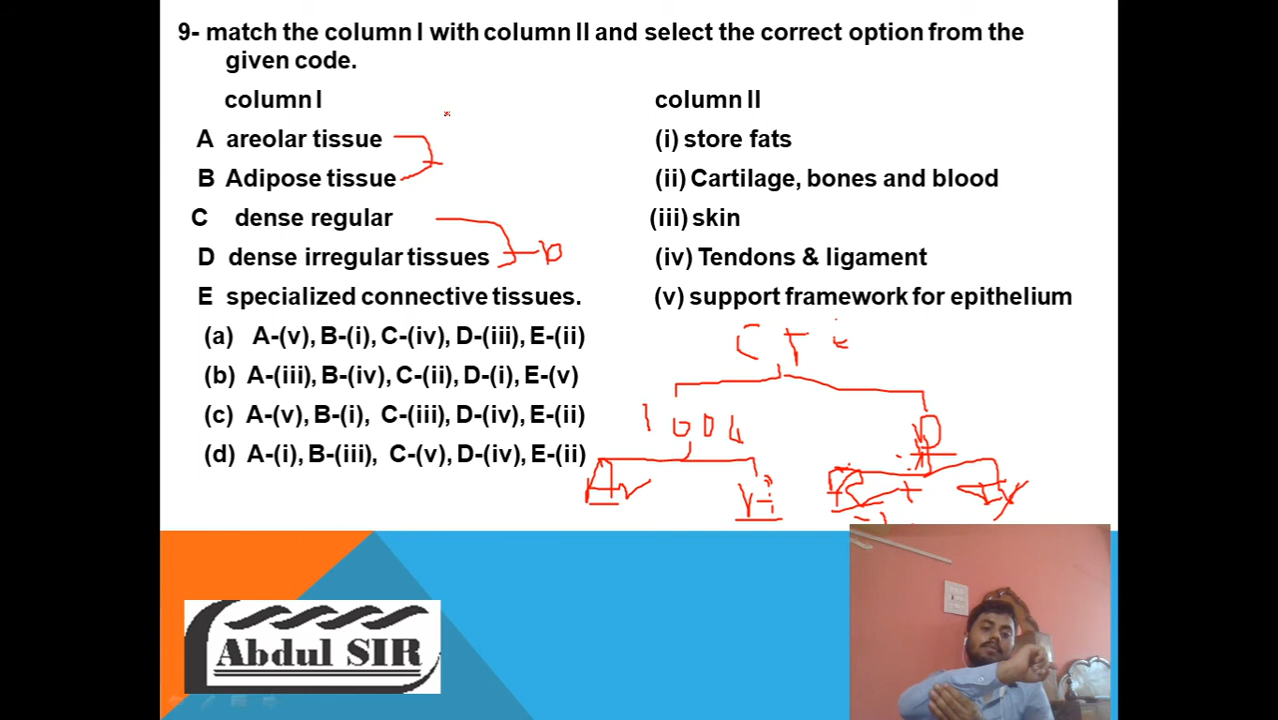 9- match the column I with column II and select the correct option from the
given code.
column I column II
A areolar tissue (i) store fats
B Adipose tissue (ii) Cartilage, bones and blood
C dense regular (iii) skin
D dense irregular tissues (iv) Tendons & ligament
E specialized connective tissues. (v) support framework for epithelium
(a) A-(v), B-(i), C-(iv), D-(iii), E-(ii)
(b) A-(iii), B-(iv), C-(ii), D-(i), E-(v)
(c) A-(v), B-(i), C-(iii), D-(iv), E-(ii)
(d) A-(i), B-(iii), C-(v), D-(iv), E-(ii)
Abdul SIR